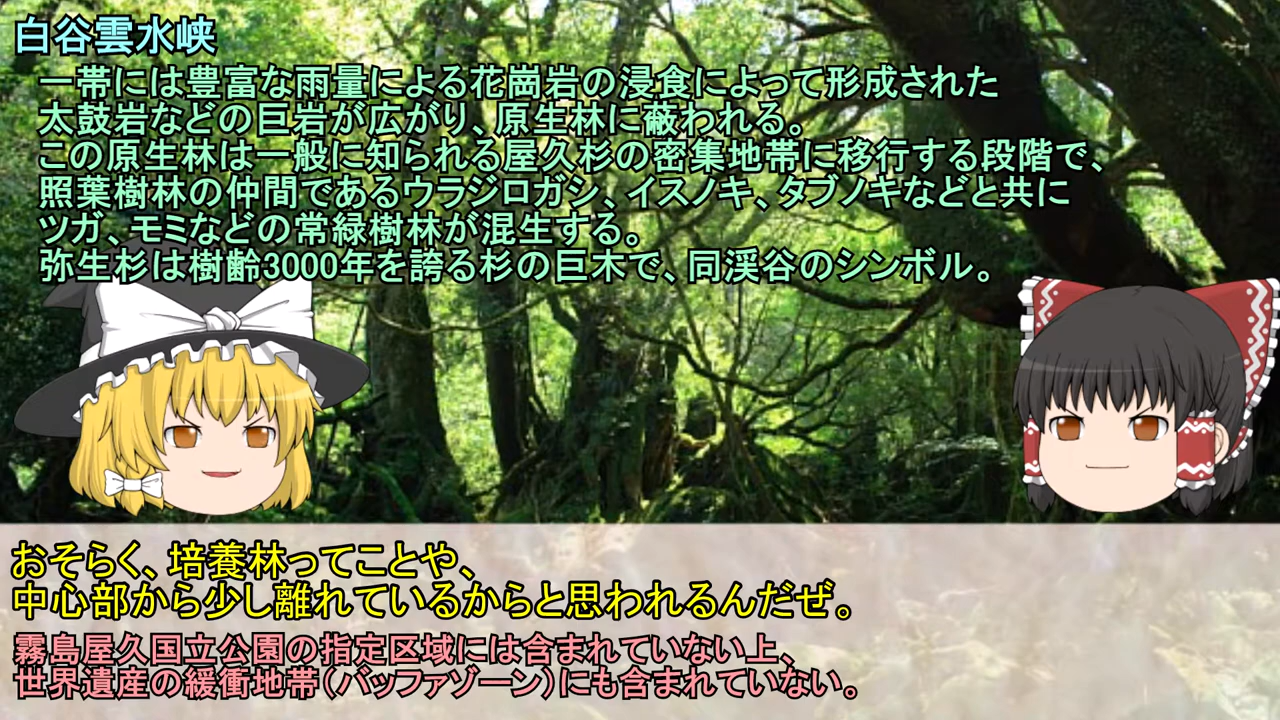 白谷雲水峡
一帯には豊富な雨量による花崗岩の浸食によって形成された
太鼓岩などの巨岩が広がり、原生林に蔽われる。
この原生林は一般に知られる屋久杉の密集地帯に移行する段階で、
照葉樹林の仲間であるウラジロガシ、イスノキ、タブノキなどと共に
ツガ、モミなどの常緑樹林が混生する。
弥生杉は樹齢3000年を誇る杉の巨木で、同渓谷のシンボル。
おそらく、培養林ってことや、
中心部から少し離れているからと思われるんだぜ。
霧島屋久国立公園の指定区域には含まれていない上、
世界遺産の緩衝地帯（バッファゾーン）にも含まれていない。